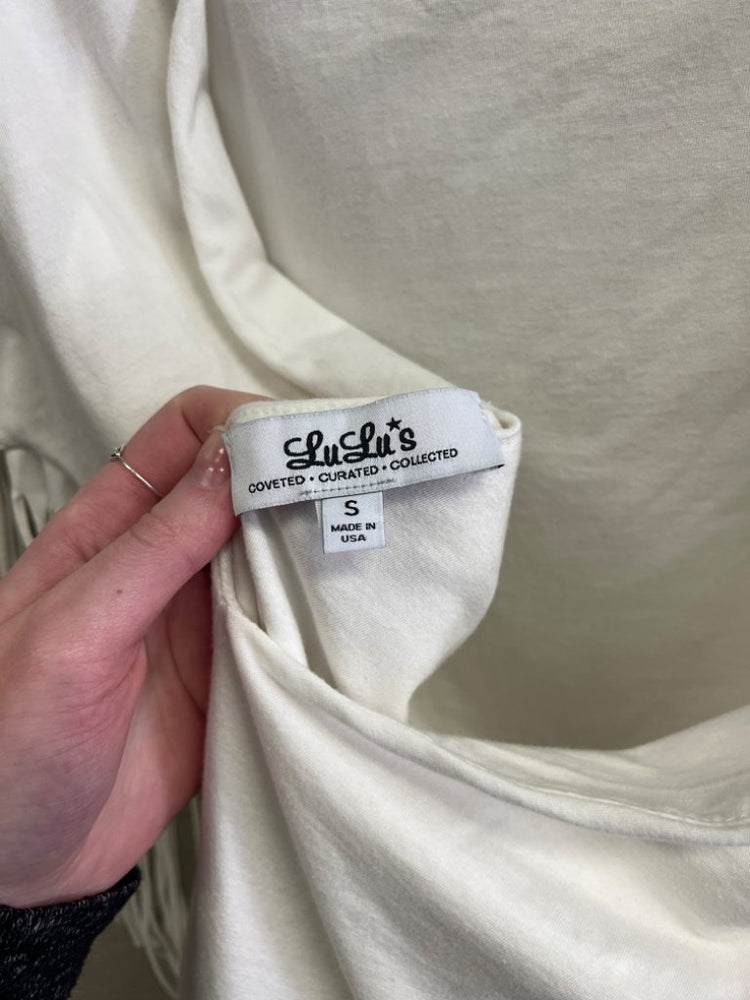 LuLu*s
COVETED • CURATED • COLLECTED
S
MADE IN
USA